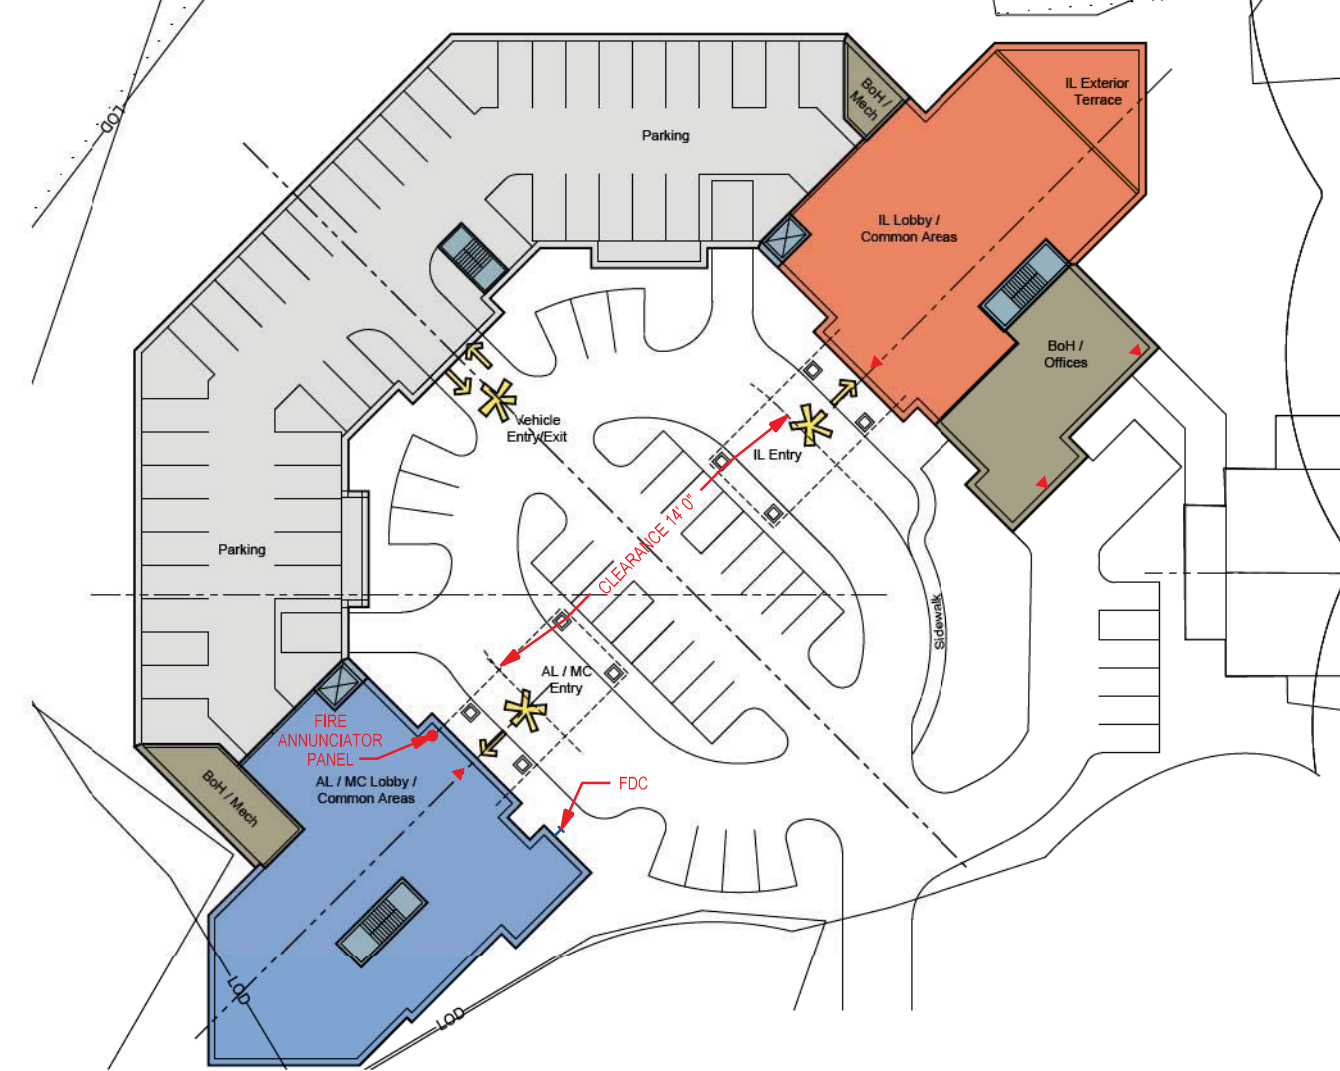 LOD
BoH /
Mech
IL Exterior
Terrace
Parking
IL Lobby /
Common Areas
BoH /
Offices
Vehicle
Entry/Exit
IL Entry
CLEARANCE 14' 0"
Parking
Sidewalk
AL / MC
Entry
FIRE
ANNUNCIATOR
PANEL
AL / MC Lobby /
Common Areas
BoH / Mech
FDC
LOD
LOD